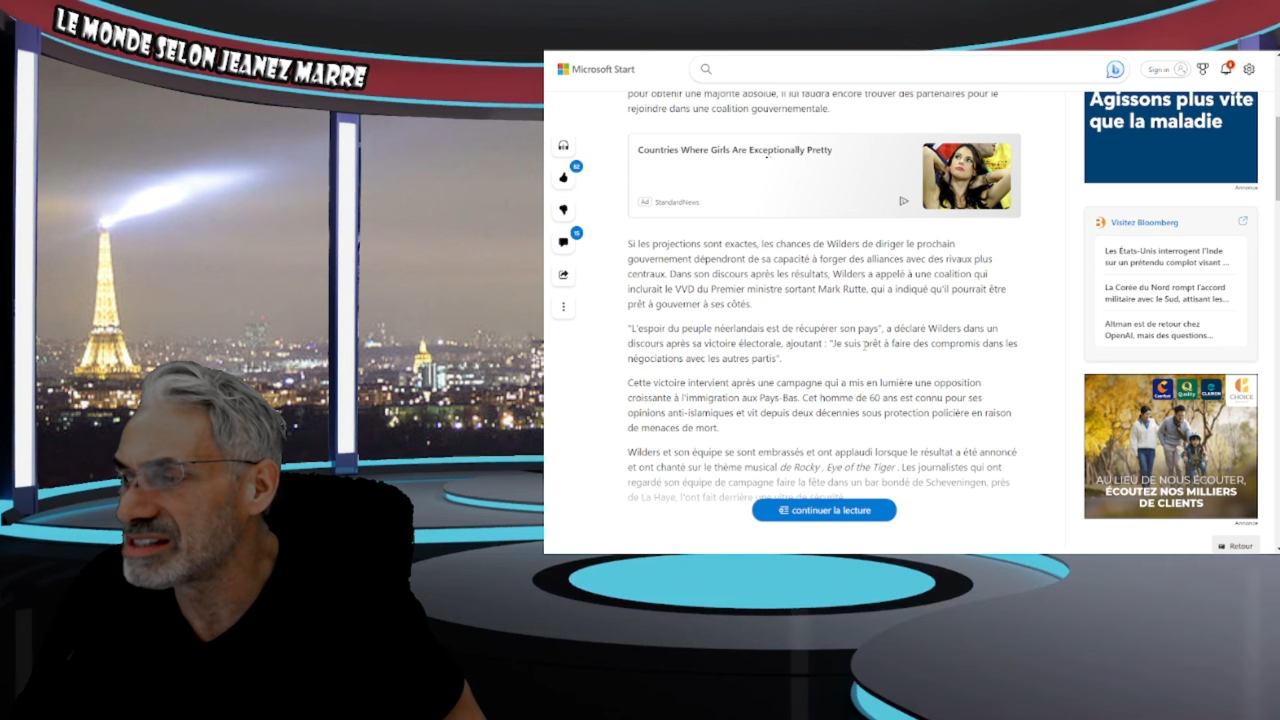 LE MONDE SELON JEANEZ MARRE
Microsoft Start
Sign in
pour obtenir une majorité absolue, il lui faudra encore trouver des partenaires pour le
rejoindre dans une coalition gouvernementale.
Countries Where Girls Are Exceptionally Pretty
Ad StandardNews
82
15
Si les projections sont exactes, les chances de Wilders de diriger le prochain
gouvernement dépendront de sa capacité à forger des alliances avec des rivaux plus
centraux. Dans son discours après les résultats, Wilders a appelé à une coalition qui
inclurait le VVD du Premier ministre sortant Mark Rutte, qui a indiqué qu'il pourrait être
prêt à gouverner à ses côtés.
"L'espoir du peuple néerlandais est de récupérer son pays", a déclaré Wilders dans un
discours après sa victoire électorale, ajoutant : "Je suis prêt à faire des compromis dans les
négociations avec les autres partis".
Cette victoire intervient après une campagne qui a mis en lumière une opposition
croissante à l'immigration aux Pays-Bas. Cet homme de 60 ans est connu pour ses
opinions anti-islamiques et vit depuis deux décennies sous protection policière en raison
de menaces de mort.
Wilders et son équipe se sont embrassés et ont applaudi lorsque le résultat a été annoncé
et ont chanté sur le thème musical de Rocky , Eye of the Tiger . Les journalistes qui ont
regardé son équipe de campagne faire la fête dans un bar bondé de Scheveningen, près
de La Haye, l'ont fait derrière une vitre de sécurité.
continuer la lecture
Agissons plus vite
que la maladie
Annonce
Visitez Bloomberg
Les États-Unis interrogent l'Inde
sur un prétendu complot visant ...
La Corée du Nord rompt l'accord
militaire avec le Sud, attisant les...
Altman est de retour chez
OpenAI, mais des questions...
Comfort
Quality
CLARION
CHOICE
AU LIEU DE NOUS ÉCOUTER,
ÉCOUTEZ NOS MILLIERS
DE CLIENTS
Annonce
Retour